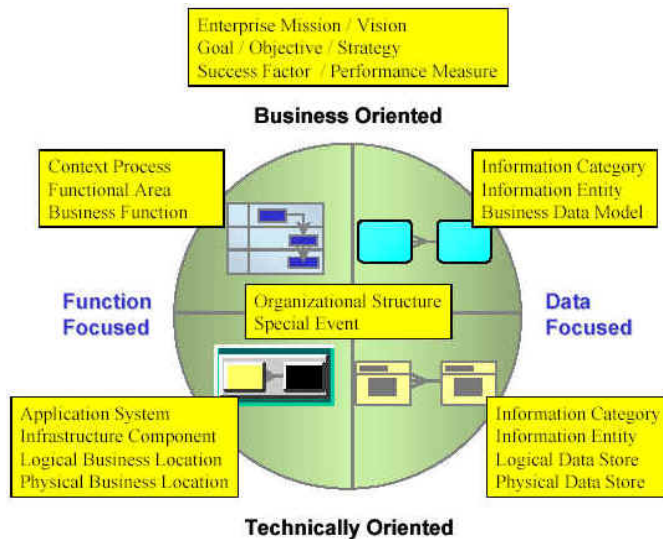 Enterprise Mission / Vision
Goal / Objective / Strategy
Success Factor / Performance Measure
Business Oriented
Context Process
Functional Area
Business Function
Information Category
Information Entity
Business Data Model
Function
Focused
Organizational Structure
Special Event
Data
Focused
Application System
Infrastructure Component
Logical Business Location
Physical Business Location
Information Category
Information Entity
Logical Data Store
Physical Data Store
Technically Oriented